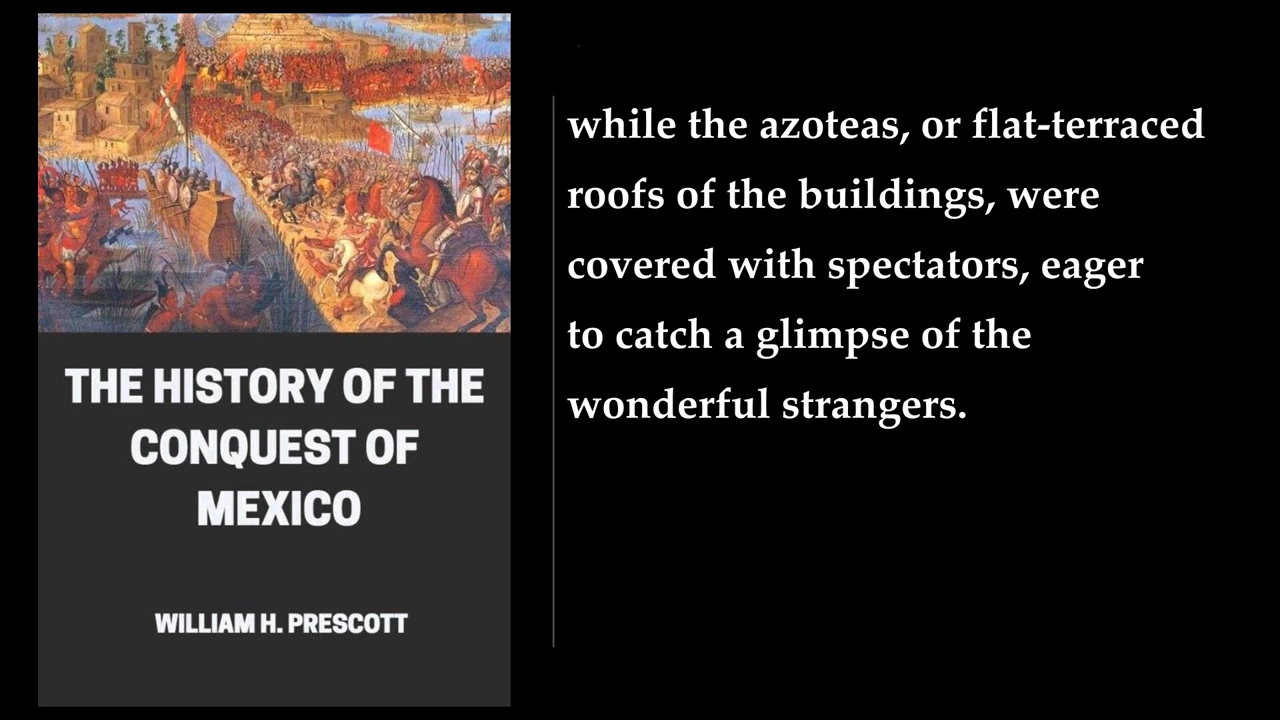 THE HISTORY OF THE
CONQUEST OF
MEXICO
WILLIAM H. PRESCOTT
while the azoteas, or flat-terraced
roofs of the buildings, were
covered with spectators, eager
to catch a glimpse of the
wonderful strangers.